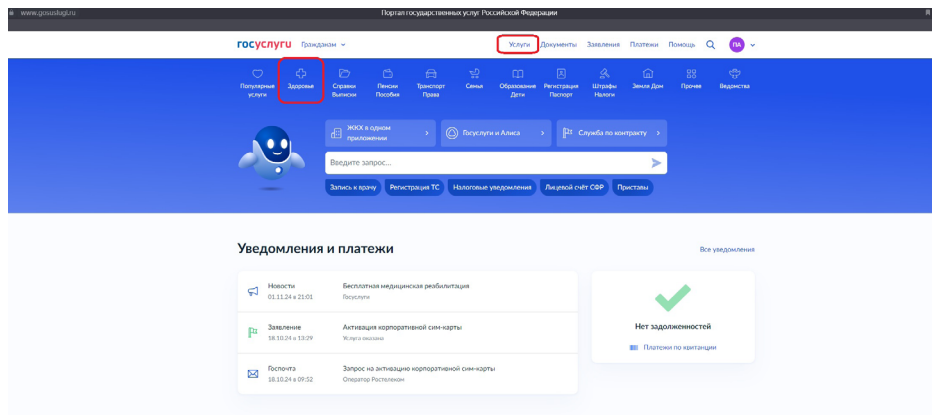 www.gosuslugi.ru
Портал государственных услуг Российской Федерации
госуслуги Гражданам
Услуги Документы Заявления Платежи Помощь ПА
Популярные услуги
Здоровье
Справки Выписки
Пенсии Пособия
Транспорт Права
Семья
Образование Дети
Регистрация Паспорт
Штрафы Налоги
Земля Дом
Прочее
Ведомства
ЖКХ в одном приложении
Госуслуги и Алиса
Служба по контракту
Введите запрос...
Запись к врачу Регистрация ТС Налоговые уведомления Лицевой счёт СФР Приставы
Уведомления и платежи
Все уведомления
Новости
01.11.24 в 21:01
Бесплатная медицинская реабилитация
Госуслуги
Заявление
18.10.24 в 13:29
Активация корпоративной сим-карты
Услуга оказана
Госпочта
18.10.24 в 09:52
Запрос на активацию корпоративной сим-карты
Оператор Ростелеком
Нет задолженностей
Платежи по квитанции